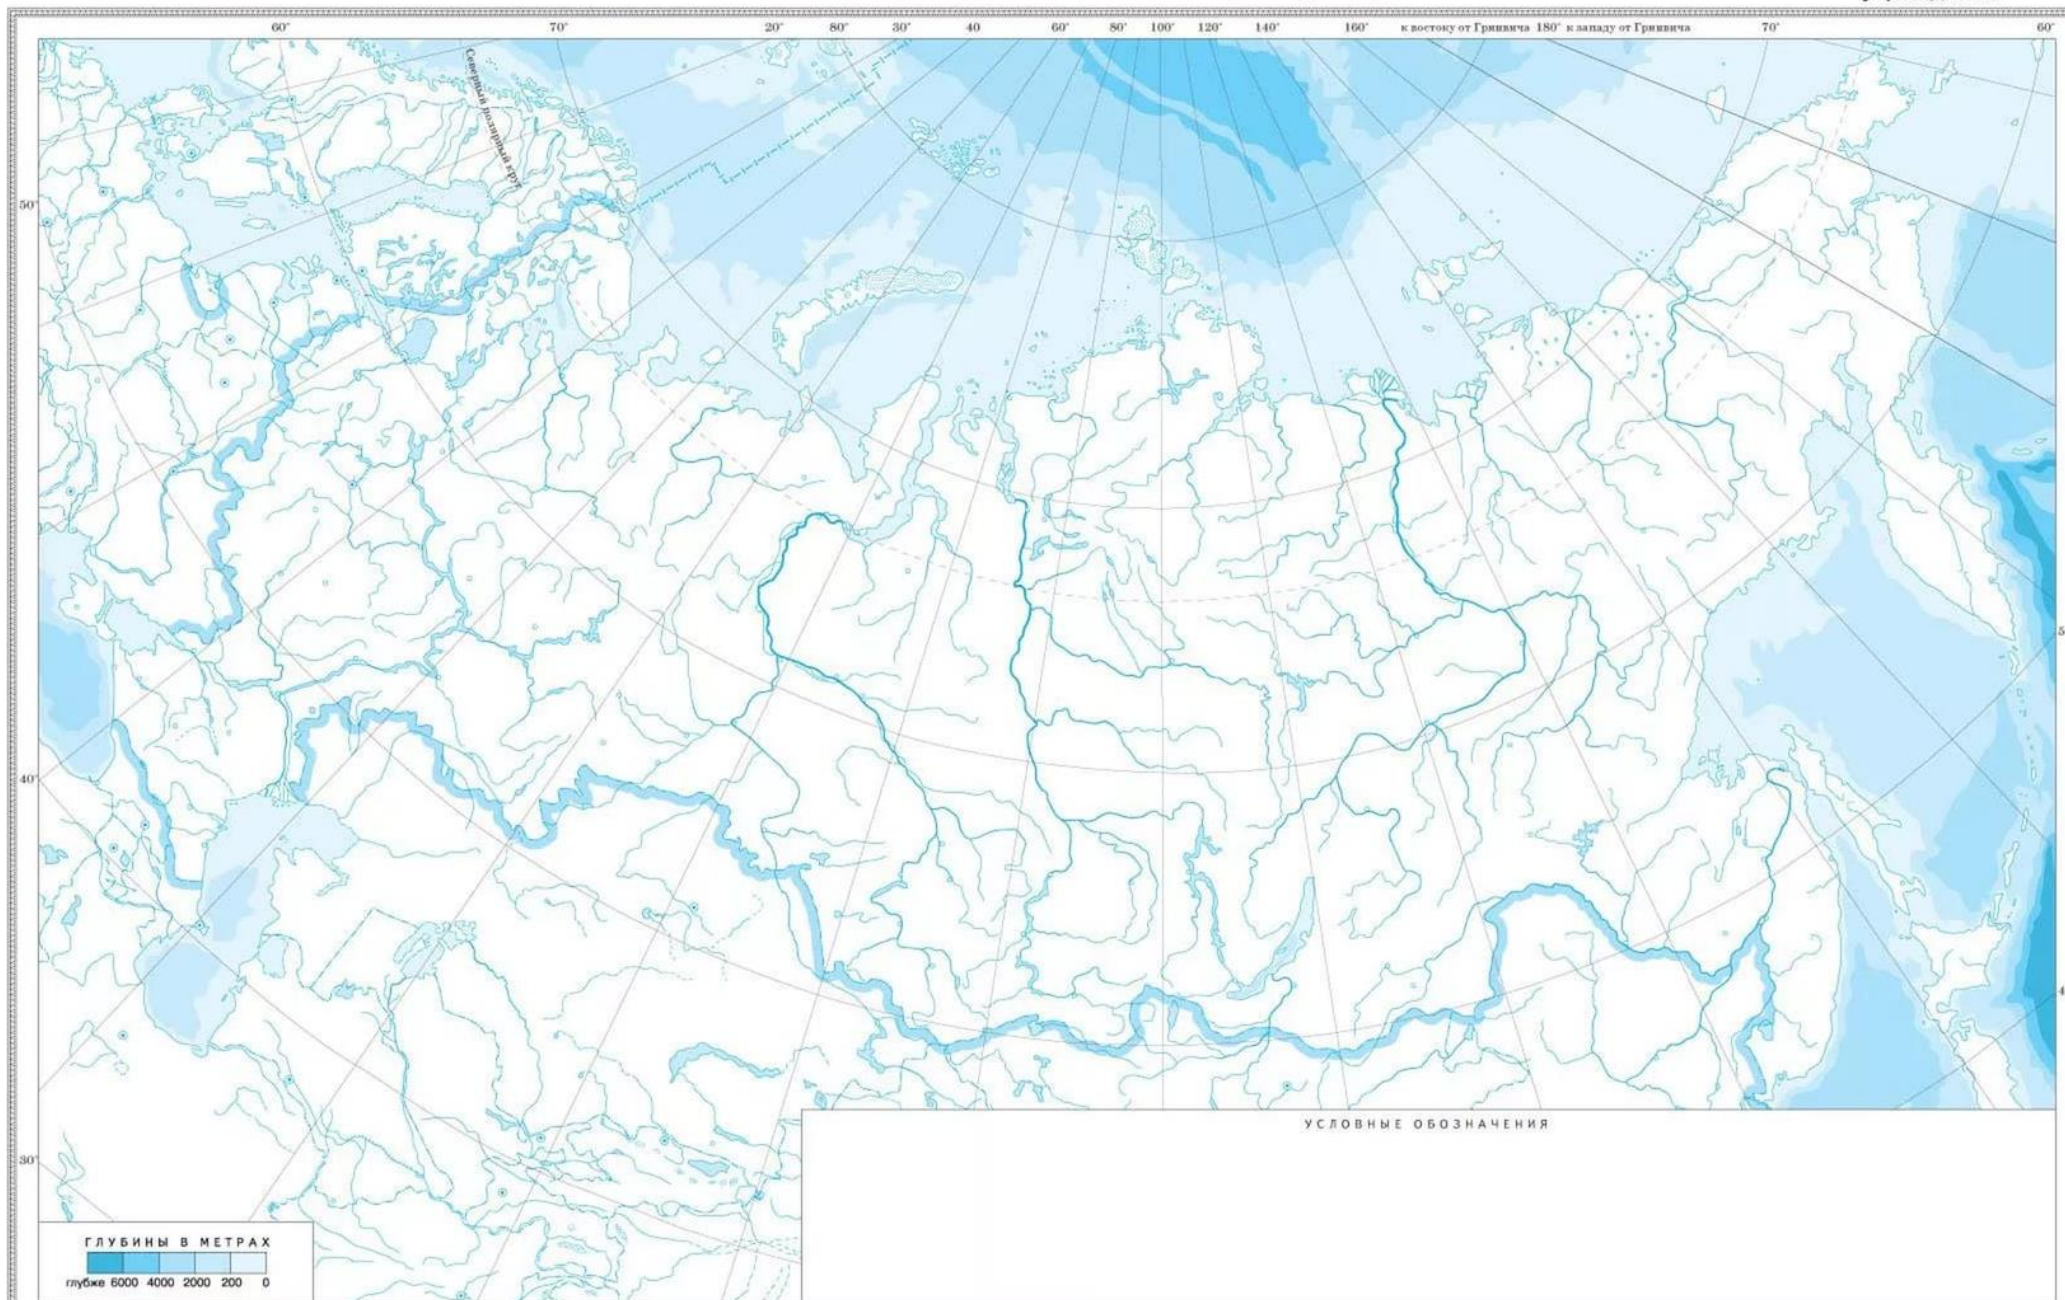 60° 70° 20° 80° 30° 40 60° 80° 100° 120° 140° 160° к востоку от Гринвича 180° к западу от Гринвича 70° 60°
Северный полярный круг
50°
40°
30°
УСЛОВНЫЕ ОБОЗНАЧЕНИЯ
ГЛУБИНЫ В МЕТРАХ
глубже 6000 4000 2000 200 0